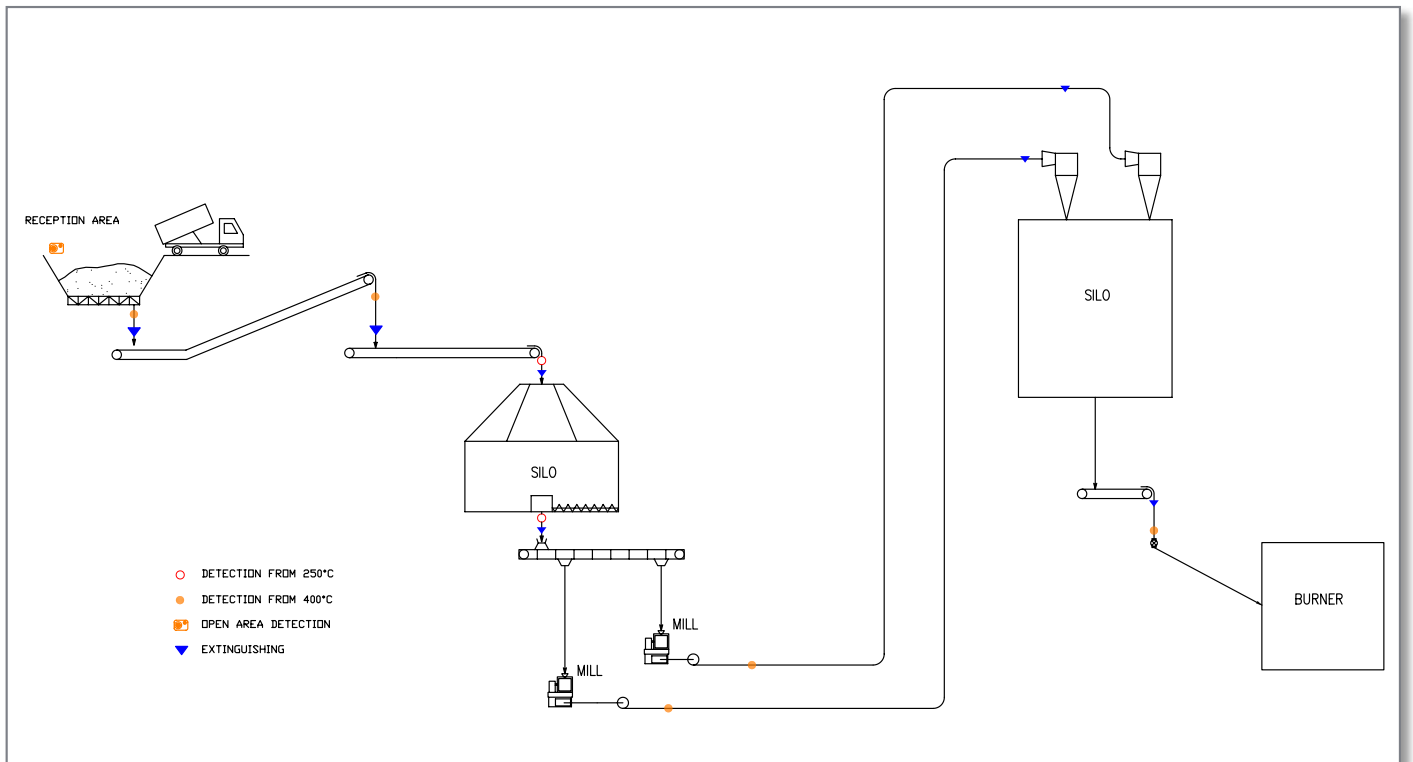 RECEPTION AREA
SILO
SILO
DETECTION FROM 250°C
DETECTION FROM 400°C
OPEN AREA DETECTION
EXTINGUISHING
MILL
MILL
BURNER